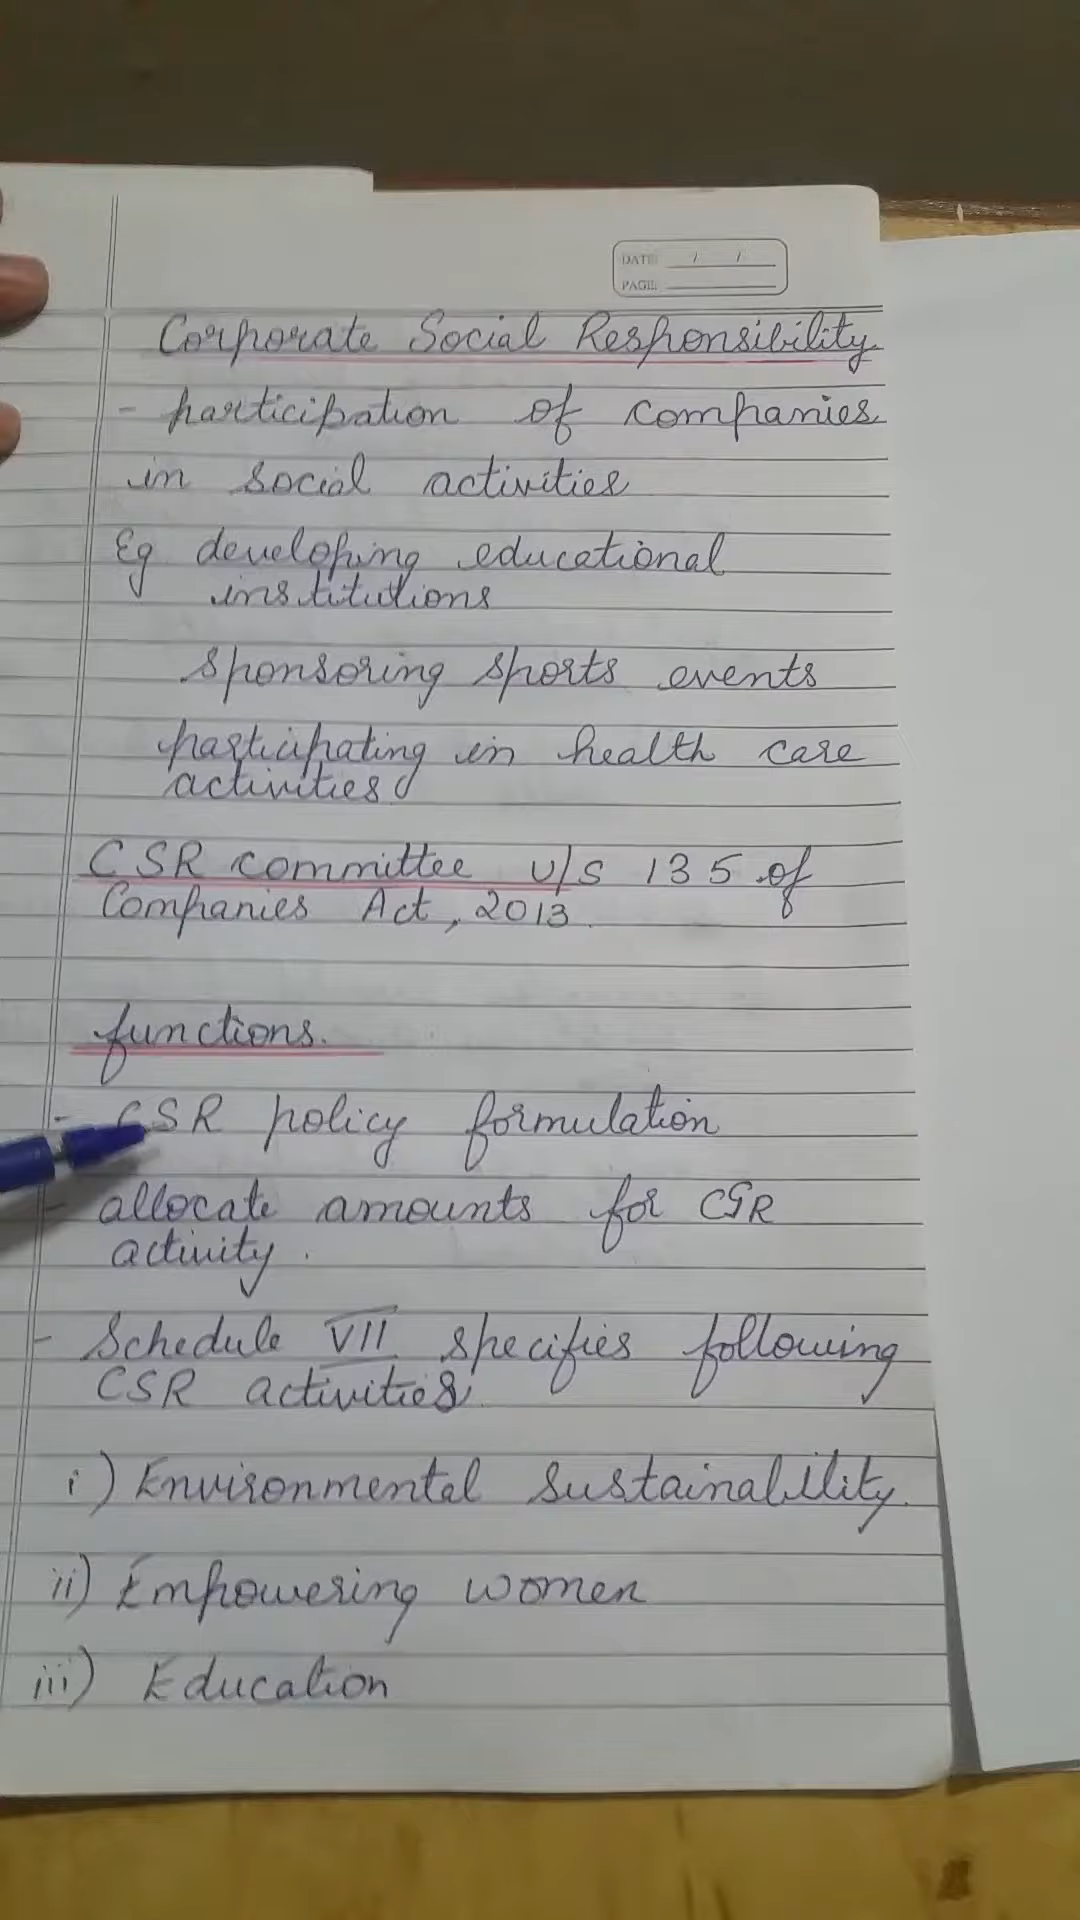 DATE: / /
PAGE:
Corporate Social Responsibility
- participation of companies
in social activities
Eg developing educational
institutions
sponsoring sports events
participating in health care
activities
CSR committee u/s 135 of
Companies Act, 2013.
functions.
- CSR policy formulation
- allocate amounts for CSR
activity.
- Schedule VII specifies following
CSR activities
i) Environmental Sustainability.
ii) Empowering women
iii) Education